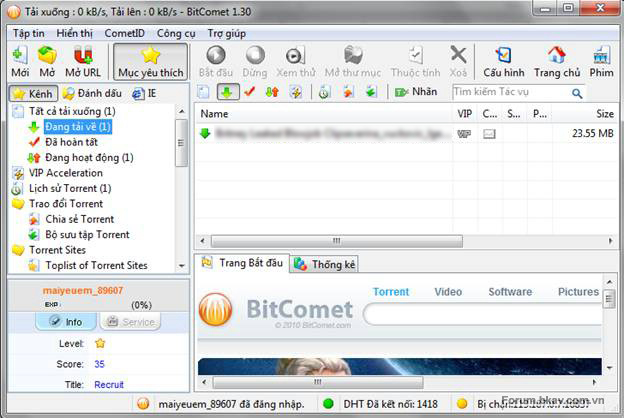 Tải xuống : 0 kB/s, Tải lên : 0 kB/s - BitComet 1.30
Tập tin Hiển thị CometID Công cụ Trợ giúp
Mới Mở Mở URL Mục yêu thích Bắt đầu Dừng Xem thử Mở thư mục Thuộc tính Xoá Cấu hình Trang chủ Phim
Kênh Đánh dấu IE
Nhãn Tìm kiếm Tác vụ
Tất cả tải xuống (1)
Đang tải về (1)
Đã hoàn tất
Đang hoạt động (1)
VIP Acceleration
Lịch sử Torrent (1)
Trao đổi Torrent
Chia sẻ Torrent
Bộ sưu tập Torrent
Torrent Sites
Toplist of Torrent Sites
Name VIP C... S... P... Size
VIP 23.55 MB
Trang Bắt đầu Thống kê
BitComet
© 2010 BitComet.com
Torrent Video Software Pictures
maiyeuem_89607
EXP : (0%)
Info Service
Level:
Score: 35
Title: Recruit
maiyeuem_89607 đã đăng nhập. DHT Đã kết nối: 1418 Bị chặn
Forum.bkav.com.vn